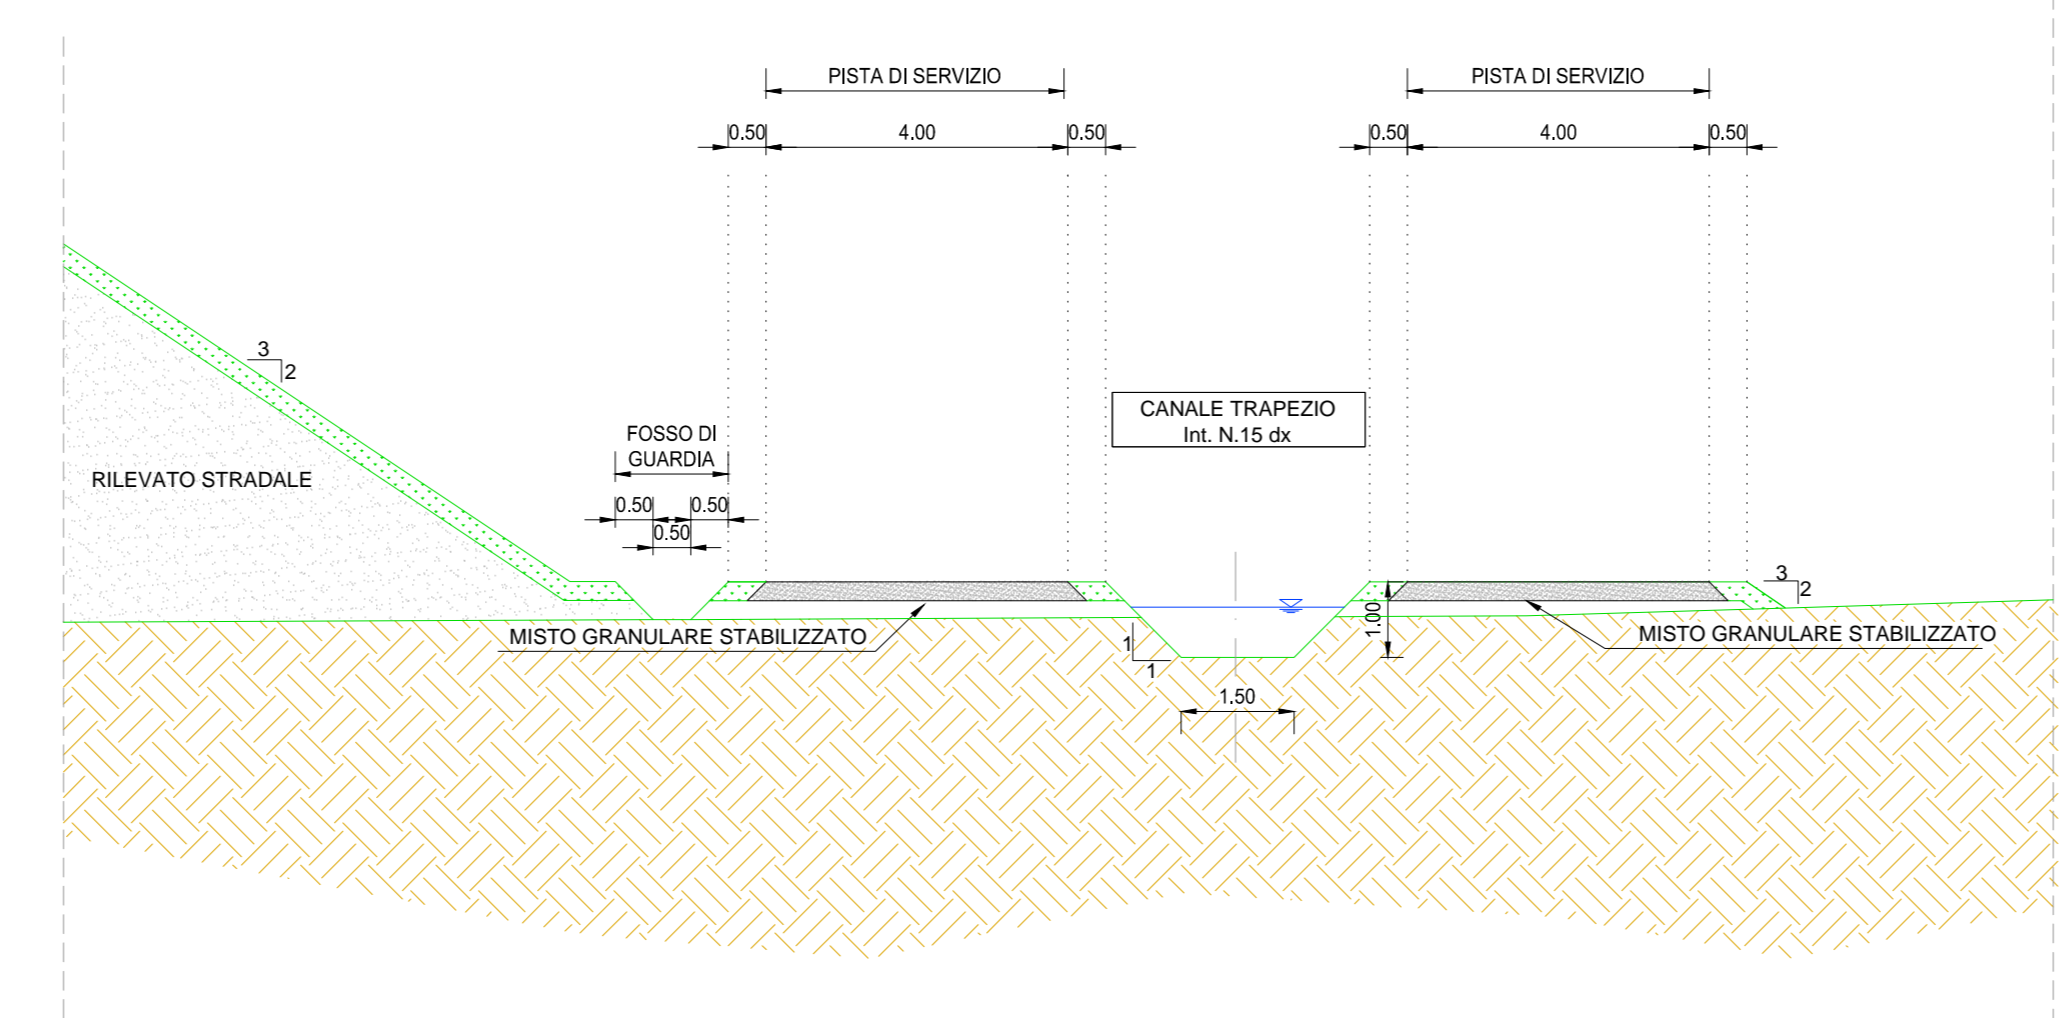 PISTA DI SERVIZIO
PISTA DI SERVIZIO
0.50
4.00
0.50
0.50
4.00
0.50
3
2
CANALE TRAPEZIO
Int. N.15 dx
FOSSO DI
GUARDIA
RILEVATO STRADALE
0.50
0.50
0.50
3
2
1.00
MISTO GRANULARE STABILIZZATO
1
1
MISTO GRANULARE STABILIZZATO
1.50